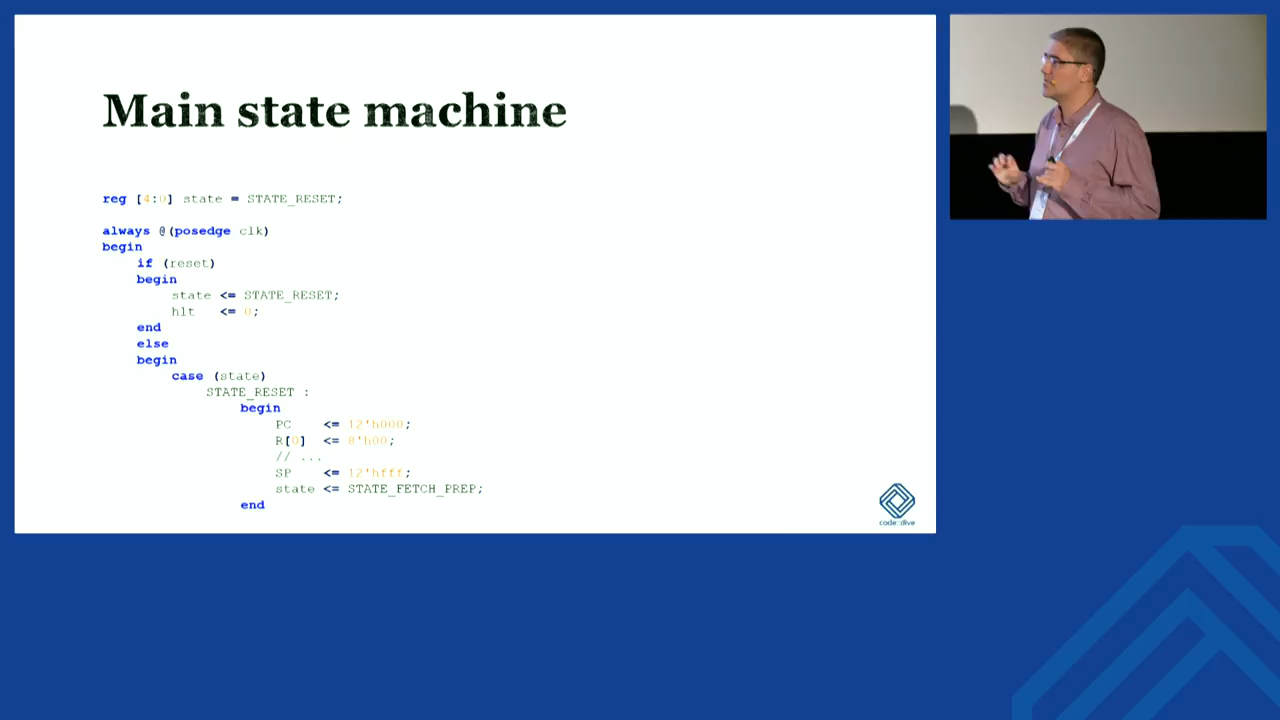 Main state machine
reg [4:0] state = STATE_RESET;
always @(posedge clk)
begin
if (reset)
begin
state <= STATE_RESET;
hlt <= 0;
end
else
begin
case (state)
STATE_RESET :
begin
PC <= 12'h000;
R[0] <= 8'h00;
// ...
SP <= 12'hfff;
state <= STATE_FETCH_PREP;
end
code::dive